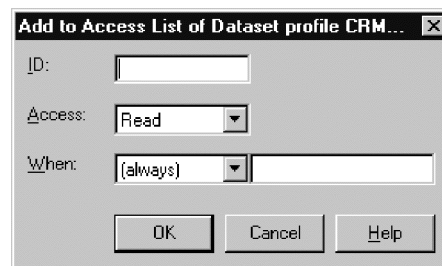 Add to Access List of Dataset profile CRM... X
ID:
Access: Read
When: (always)
OK Cancel Help